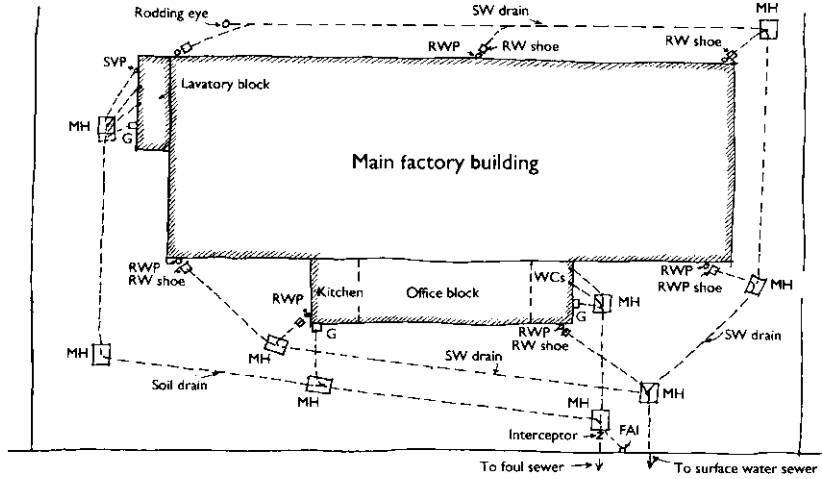 Rodding eye
SW drain
MH
RWP
RW shoe
RW shoe
SVP
Lavatory block
MH
G
Main factory building
RWP
RW shoe
RWP
Kitchen
Office block
WCs
MH
G
RWP
RWP shoe
MH
G
RWP
RW shoe
MH
SW drain
SW drain
MH
Soil drain
MH
MH
MH
Interceptor
FAI
To foul sewer
To surface water sewer